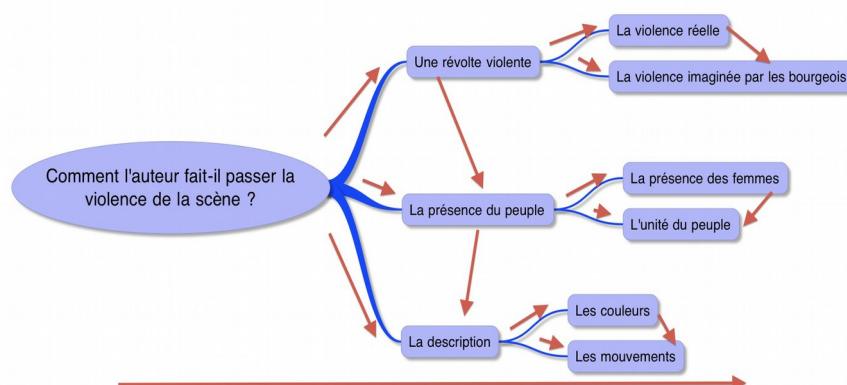 Comment l'auteur fait-il passer la
violence de la scène ?
Une révolte violente
La violence réelle
La violence imaginée par les bourgeois
La présence du peuple
La présence des femmes
L'unité du peuple
La description
Les couleurs
Les mouvements